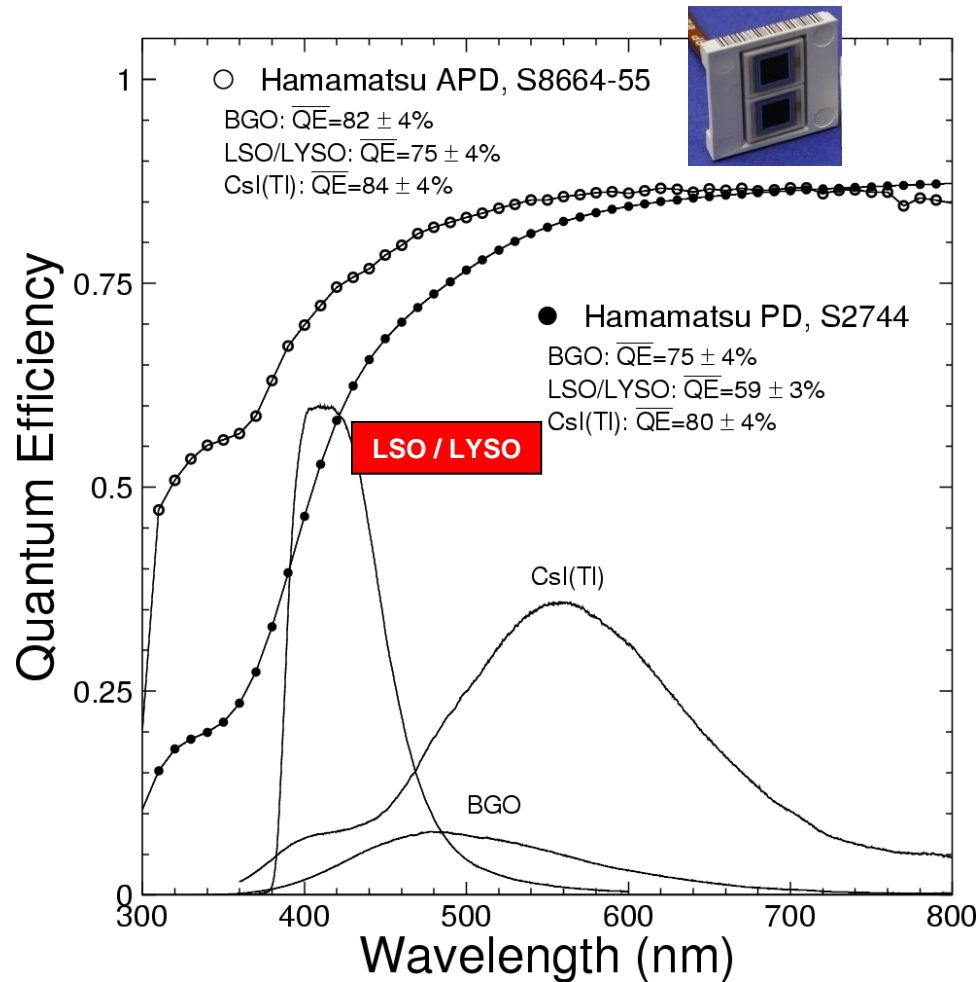 1
Hamamatsu APD, S8664-55
BGO: QE=82 ± 4%
LSO/LYSO: QE=75 ± 4%
CsI(Tl): QE=84 ± 4%
0.75
Hamamatsu PD, S2744
BGO: QE=75 ± 4%
LSO/LYSO: QE=59 ± 3%
CsI(Tl): QE=80 ± 4%
LSO / LYSO
0.5
CsI(Tl)
0.25
BGO
0
300 400 500 600 700 800
Wavelength (nm)
Quantum Efficiency